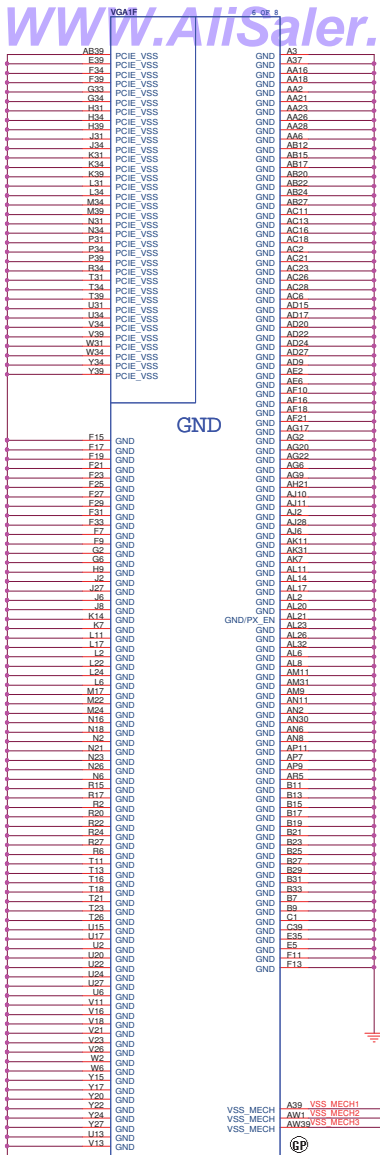 WWW.AliSaler.
VGA1F 6 OF 8
AB39 PCIE_VSS
E39 PCIE_VSS
F34 PCIE_VSS
F39 PCIE_VSS
G33 PCIE_VSS
G34 PCIE_VSS
H31 PCIE_VSS
H34 PCIE_VSS
H39 PCIE_VSS
J31 PCIE_VSS
J34 PCIE_VSS
K31 PCIE_VSS
K34 PCIE_VSS
K39 PCIE_VSS
L31 PCIE_VSS
L34 PCIE_VSS
M34 PCIE_VSS
M39 PCIE_VSS
N31 PCIE_VSS
N34 PCIE_VSS
P31 PCIE_VSS
P34 PCIE_VSS
P39 PCIE_VSS
R34 PCIE_VSS
T31 PCIE_VSS
T34 PCIE_VSS
T39 PCIE_VSS
U31 PCIE_VSS
U34 PCIE_VSS
V34 PCIE_VSS
V39 PCIE_VSS
W31 PCIE_VSS
W34 PCIE_VSS
Y34 PCIE_VSS
Y39 PCIE_VSS
GND
F15 GND
F17 GND
F19 GND
F21 GND
F23 GND
F25 GND
F27 GND
F29 GND
F31 GND
F33 GND
F7 GND
F9 GND
G2 GND
G6 GND
H9 GND
J2 GND
J27 GND
J6 GND
J8 GND
K14 GND
K7 GND
L11 GND
L17 GND
L2 GND
L22 GND
L24 GND
L6 GND
M17 GND
M22 GND
M24 GND
N16 GND
N18 GND
N2 GND
N21 GND
N23 GND
N26 GND
N6 GND
R15 GND
R17 GND
R2 GND
R20 GND
R22 GND
R24 GND
R27 GND
R6 GND
T11 GND
T13 GND
T16 GND
T18 GND
T21 GND
T23 GND
T26 GND
U15 GND
U17 GND
U2 GND
U20 GND
U22 GND
U24 GND
U27 GND
U6 GND
V11 GND
V16 GND
V18 GND
V21 GND
V23 GND
V26 GND
W2 GND
W6 GND
Y15 GND
Y17 GND
Y20 GND
Y22 GND
Y24 GND
Y27 GND
U13 GND
V13 GND
GND A3
GND A37
GND AA16
GND AA18
GND AA2
GND AA21
GND AA23
GND AA26
GND AA28
GND AA6
GND AB12
GND AB15
GND AB17
GND AB20
GND AB22
GND AB24
GND AB27
GND AC11
GND AC13
GND AC16
GND AC18
GND AC2
GND AC21
GND AC23
GND AC26
GND AC28
GND AC6
GND AD15
GND AD17
GND AD20
GND AD22
GND AD24
GND AD27
GND AD9
GND AE2
GND AE6
GND AF10
GND AF16
GND AF18
GND AF21
GND AG17
GND AG2
GND AG20
GND AG22
GND AG6
GND AG9
GND AH21
GND AJ10
GND AJ11
GND AJ2
GND AJ28
GND AJ6
GND AK11
GND AK31
GND AK7
GND AL11
GND AL14
GND AL17
GND AL2
GND AL20
GND/PX_EN AL21
GND AL23
GND AL26
GND AL32
GND AL6
GND AL8
GND AM11
GND AM31
GND AM9
GND AN11
GND AN2
GND AN30
GND AN6
GND AN8
GND AP11
GND AP7
GND AP9
GND AR5
GND B11
GND B13
GND B15
GND B17
GND B19
GND B21
GND B23
GND B25
GND B27
GND B29
GND B31
GND B33
GND B7
GND B9
GND C1
GND C39
GND E35
GND E5
GND F11
GND F13
VSS_MECH A39 VSS_MECH1
VSS_MECH AW1 VSS_MECH2
VSS_MECH AW39 VSS_MECH3
GP